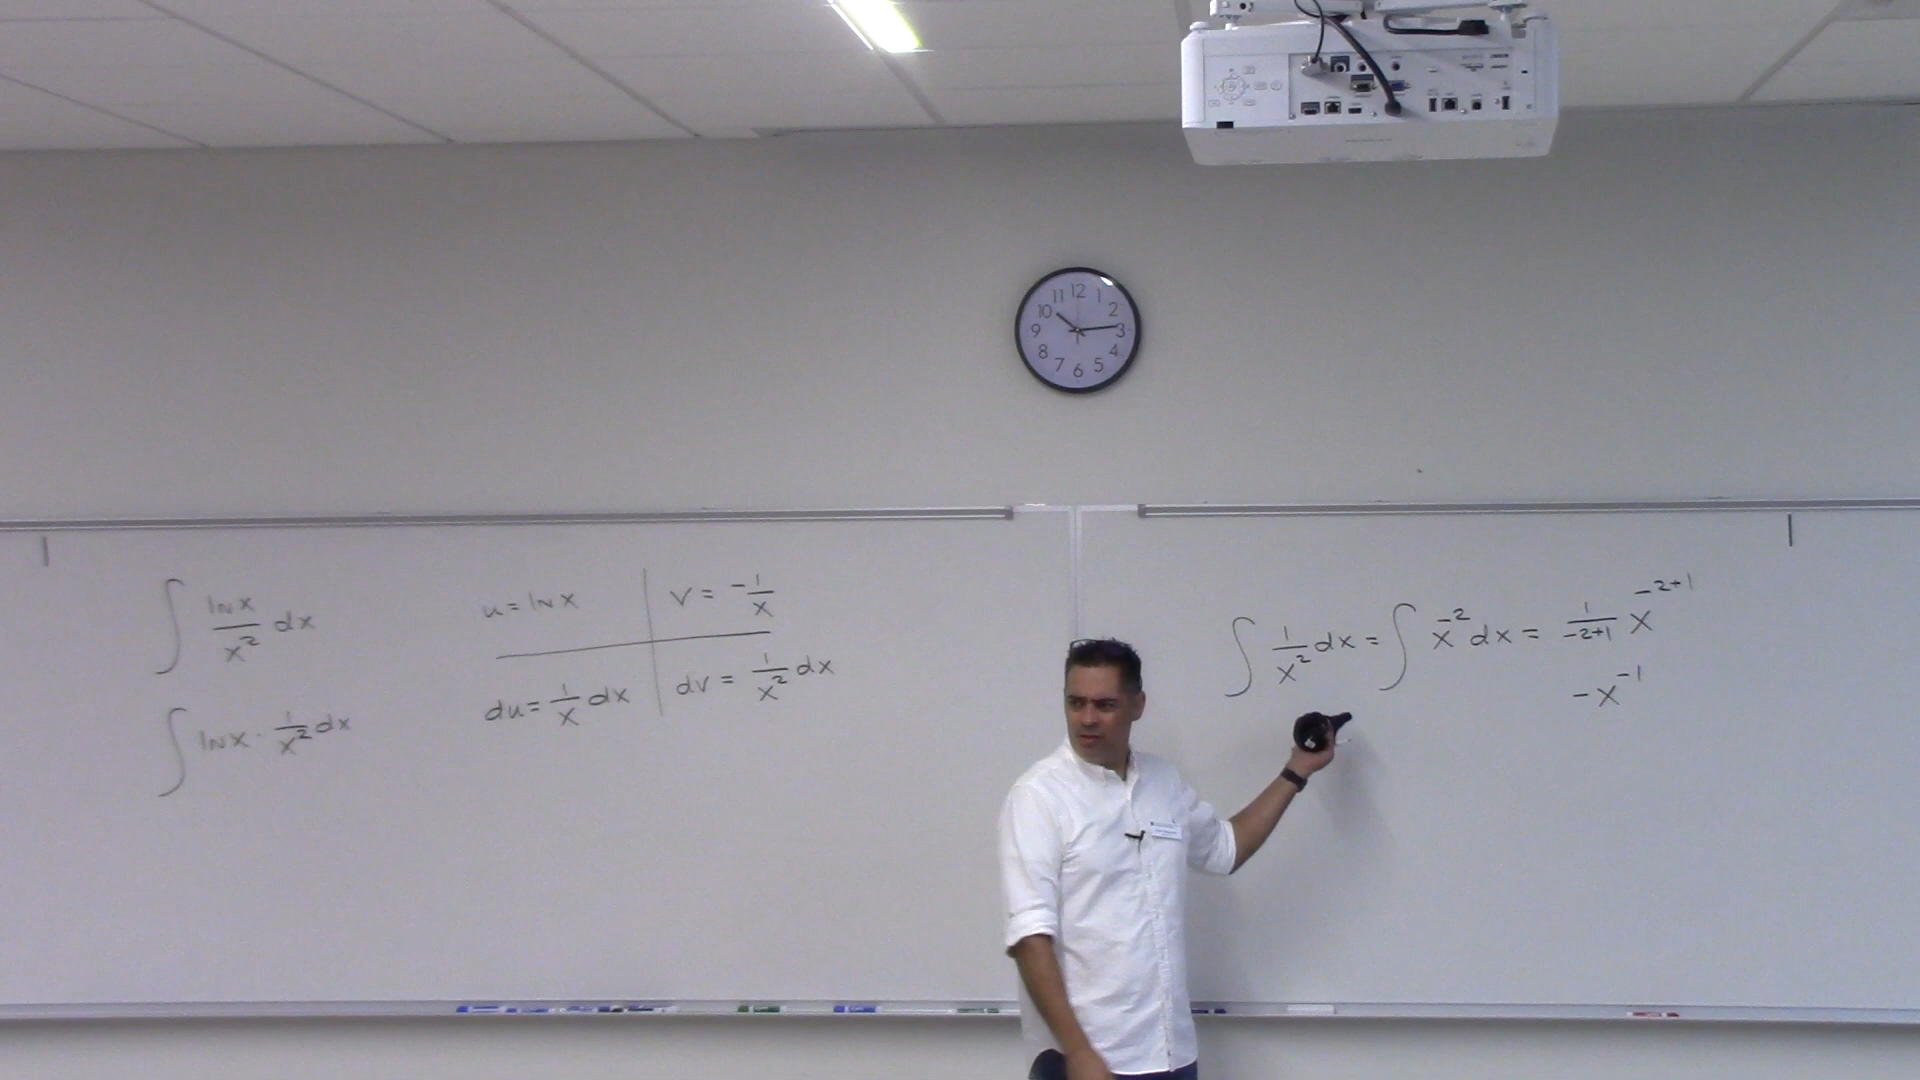 ∫ ln x / x² dx
∫ ln x · 1/x² dx
u = ln x
v = -1/x
du = 1/x dx
dv = 1/x² dx
∫ 1/x² dx = ∫ x⁻² dx = 1/(-2+1) x⁻²⁺¹
-x⁻¹
12
1
2
3
4
5
6
7
8
9
10
11